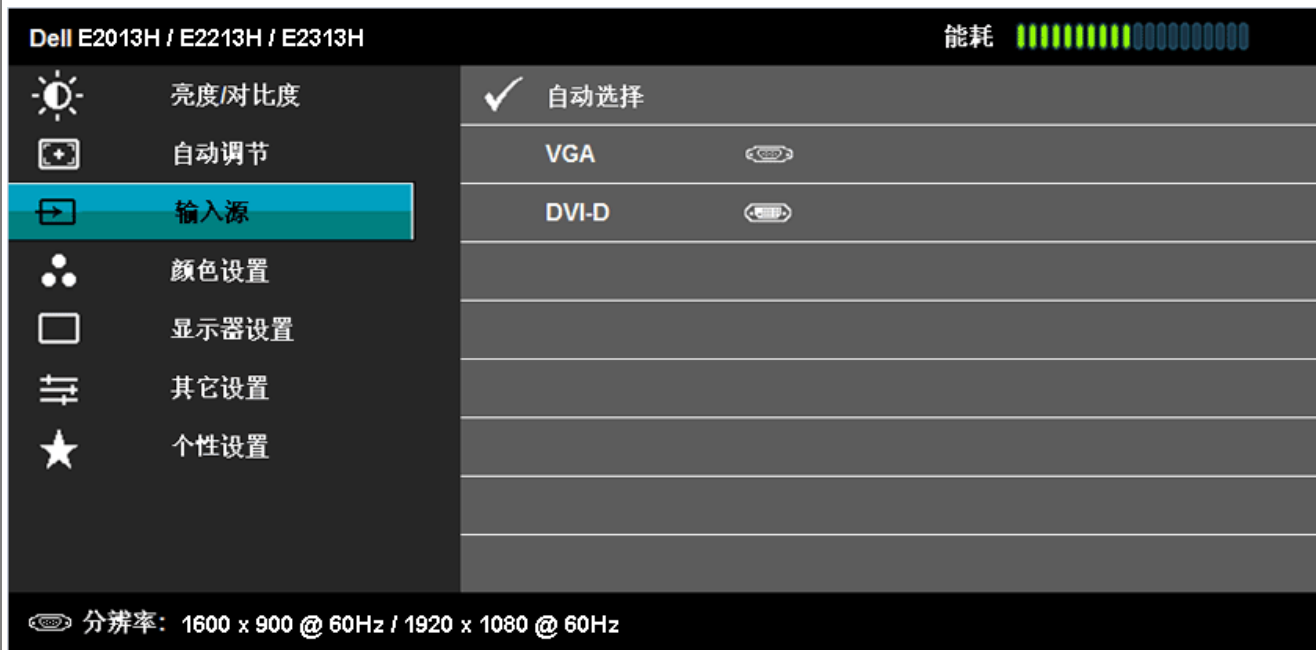 Dell E2013H / E2213H / E2313H 能耗
亮度/对比度
自动选择
自动调节
VGA
输入源
DVI-D
颜色设置
显示器设置
其它设置
个性设置
分辨率: 1600 x 900 @ 60Hz / 1920 x 1080 @ 60Hz